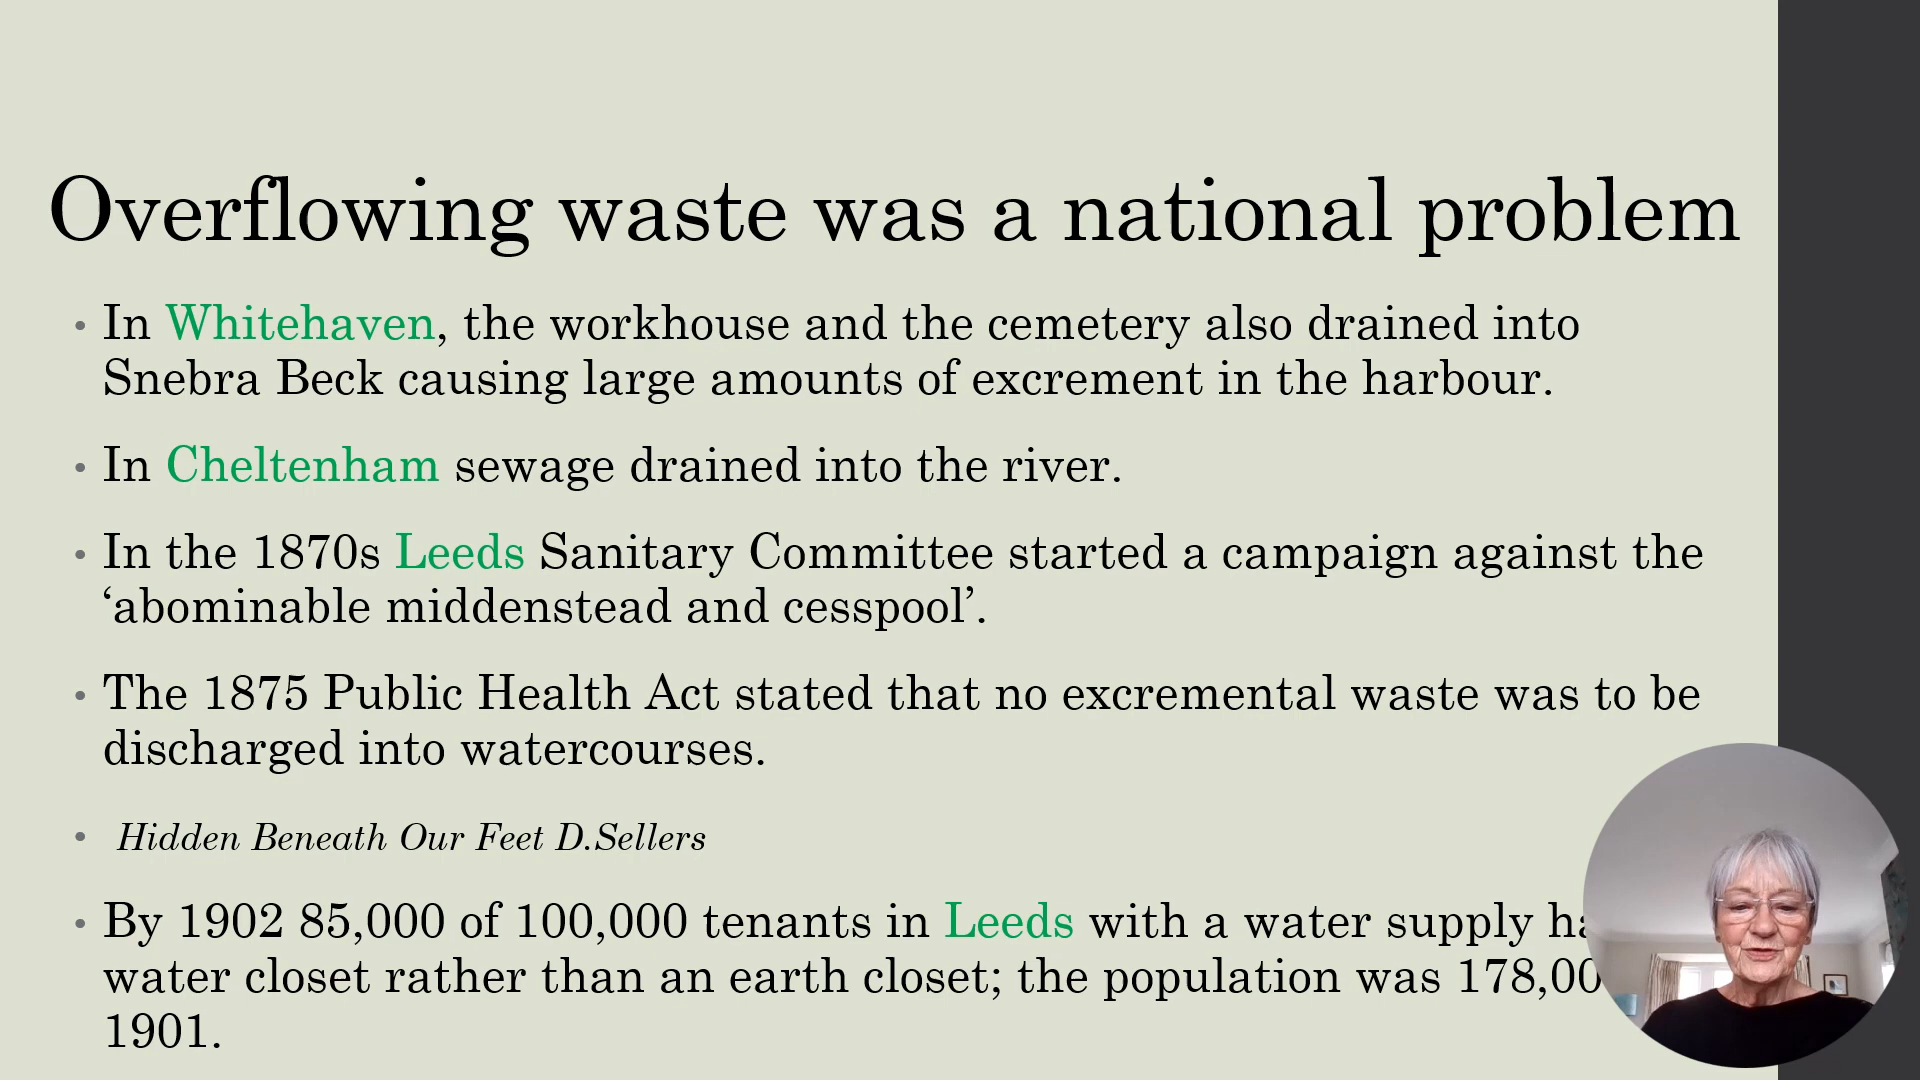 Overflowing waste was a national problem
• In Whitehaven, the workhouse and the cemetery also drained into
Snebra Beck causing large amounts of excrement in the harbour.
• In Cheltenham sewage drained into the river.
• In the 1870s Leeds Sanitary Committee started a campaign against the
‘abominable middenstead and cesspool’.
• The 1875 Public Health Act stated that no excremental waste was to be
discharged into watercourses.
• Hidden Beneath Our Feet D.Sellers
• By 1902 85,000 of 100,000 tenants in Leeds with a water supply
water closet rather than an earth closet; the population was
1901.